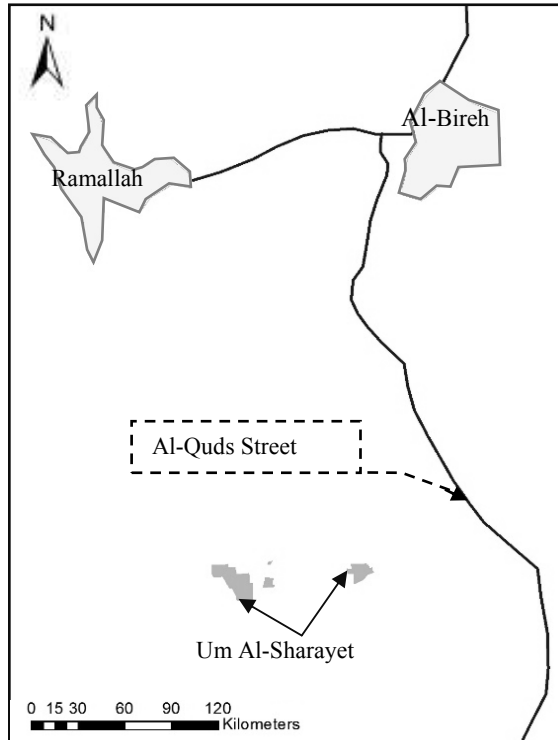 N
Al-Bireh
Ramallah
Al-Quds Street
Um Al-Sharayet
0 15 30 60 90 120
Kilometers